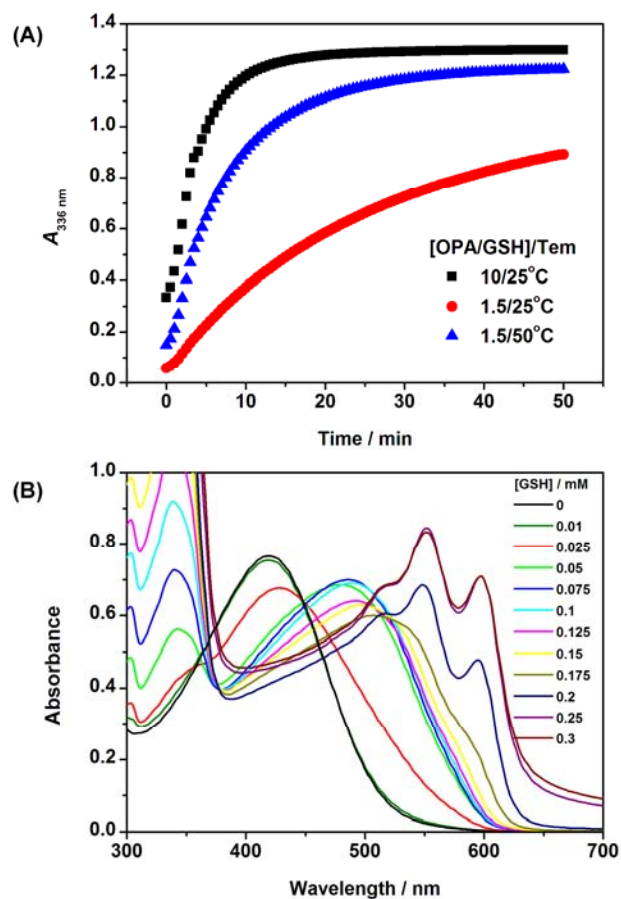 (A)
1.4
1.2
1.0
0.8
0.6
0.4
0.2
0.0
A336 nm
[OPA/GSH]/Tem
10/25°C
1.5/25°C
1.5/50°C
0 10 20 30 40 50
Time / min
(B)
1.0
0.8
0.6
0.4
0.2
0.0
Absorbance
[GSH] / mM
0
0.01
0.025
0.05
0.075
0.1
0.125
0.15
0.175
0.2
0.25
0.3
300 400 500 600 700
Wavelength / nm